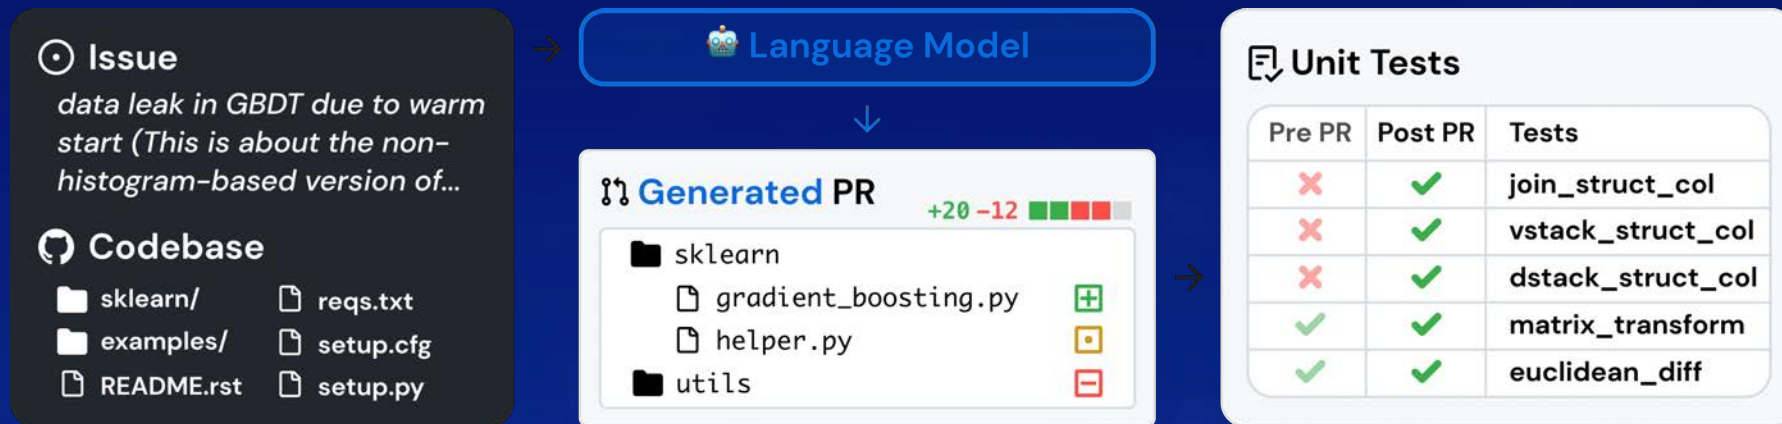 Issue
data leak in GBDT due to warm
start (This is about the non-
histogram-based version of...
Codebase
sklearn/
reqs.txt
examples/
setup.cfg
README.rst
setup.py
Language Model
Generated PR
+20 -12
sklearn
gradient_boosting.py
helper.py
utils
Unit Tests
Pre PR Post PR Tests
join_struct_col
vstack_struct_col
dstack_struct_col
matrix_transform
euclidean_diff